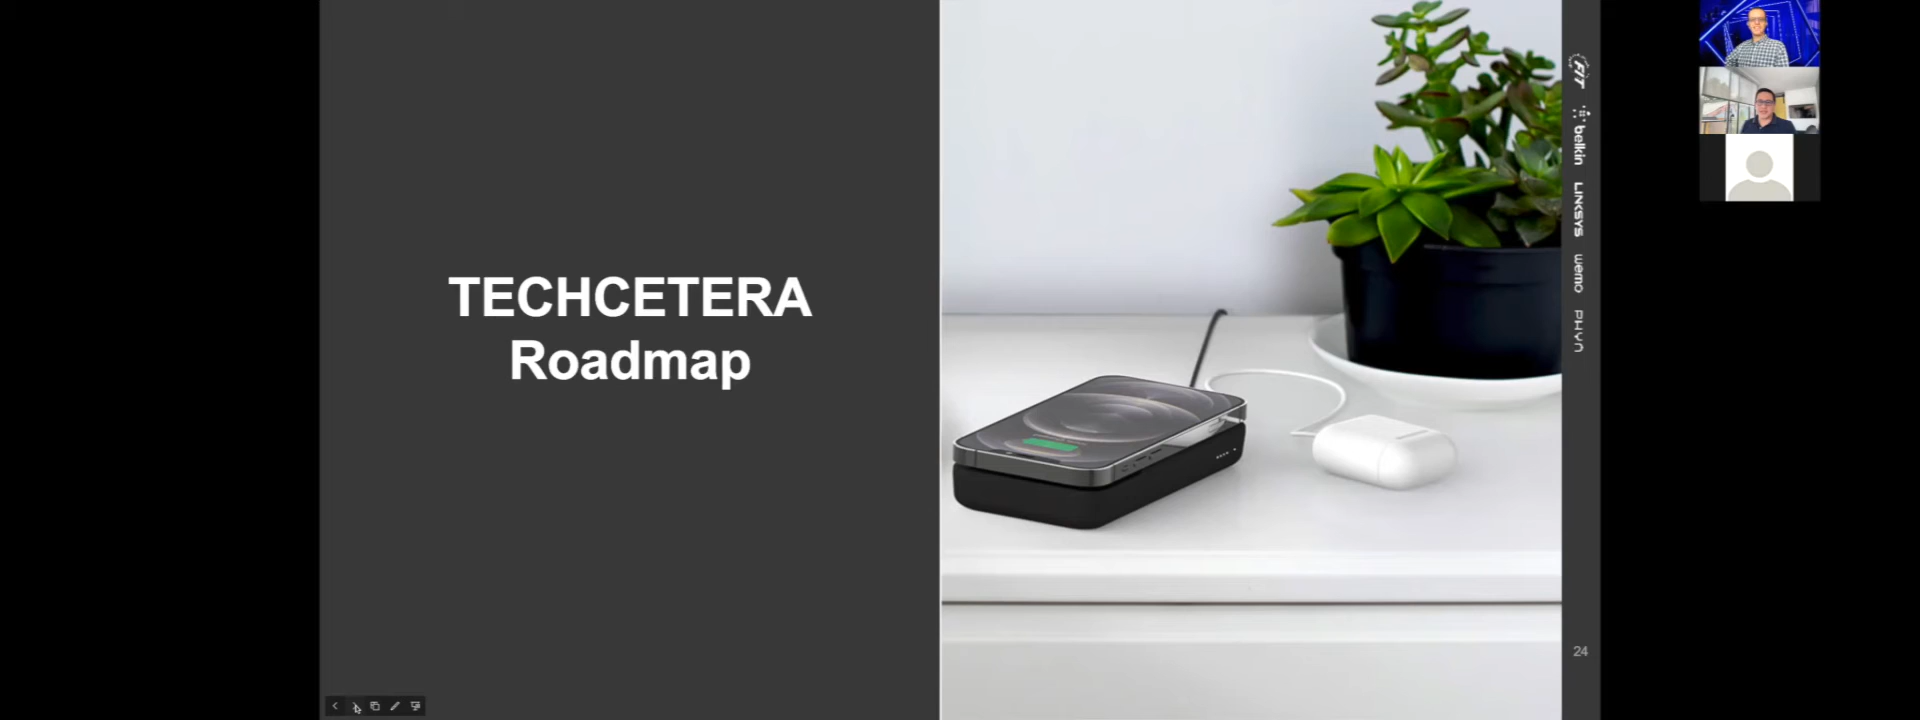 TECHCETERA
Roadmap
FIT
belkin
LINKSYS
wemo
PHYN
24